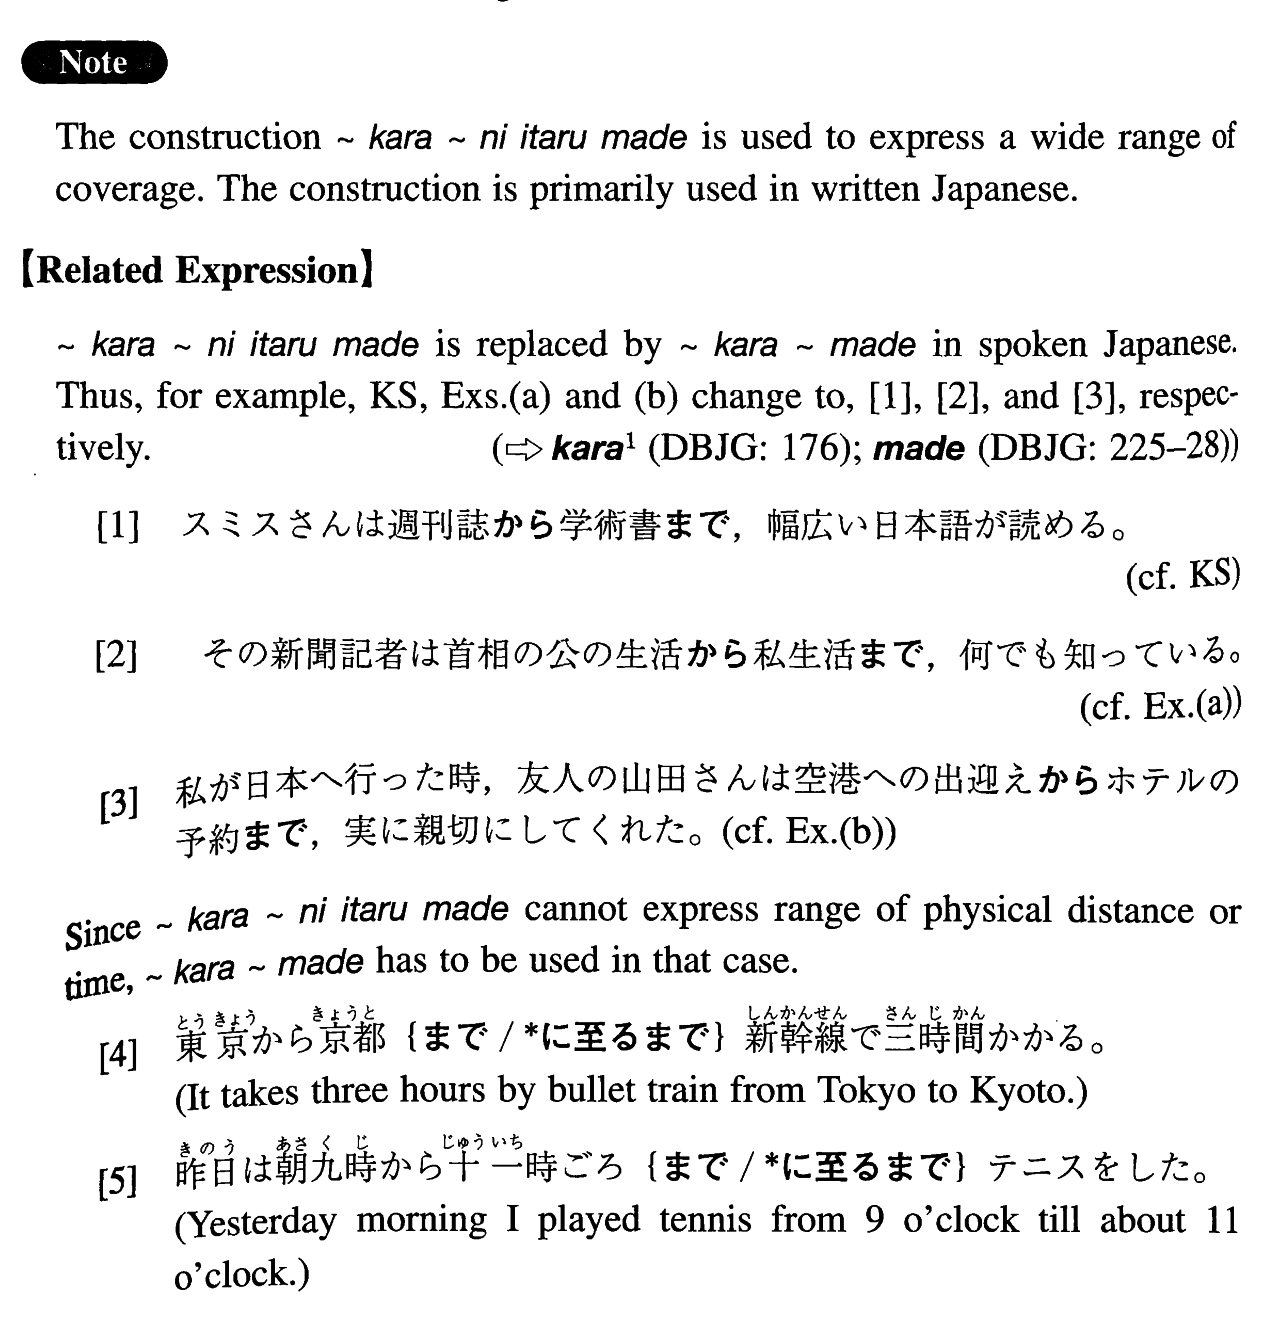 Note
The construction ~ kara ~ ni itaru made is used to express a wide range of
coverage. The construction is primarily used in written Japanese.
【Related Expression】
~ kara ~ ni itaru made is replaced by ~ kara ~ made in spoken Japanese.
Thus, for example, KS, Exs.(a) and (b) change to, [1], [2], and [3], respec-
tively. (⇨ kara¹ (DBJG: 176); made (DBJG: 225–28))
[1] スミスさんは週刊誌から学術書まで，幅広い日本語が読める。
(cf. KS)
[2] その新聞記者は首相の公の生活から私生活まで，何でも知っている。
(cf. Ex.(a))
[3] 私が日本へ行った時，友人の山田さんは空港への出迎えからホテルの
予約まで，実に親切にしてくれた。(cf. Ex.(b))
Since ~ kara ~ ni itaru made cannot express range of physical distance or
time, ~ kara ~ made has to be used in that case.
とうきょう きょうと しんかんせん さんじかん
[4] 東京から京都 {まで / *に至るまで} 新幹線で三時間かかる。
(It takes three hours by bullet train from Tokyo to Kyoto.)
きのう あさくじ じゅういち
[5] 昨日は朝九時から十一時ごろ {まで / *に至るまで} テニスをした。
(Yesterday morning I played tennis from 9 o'clock till about 11
o'clock.)